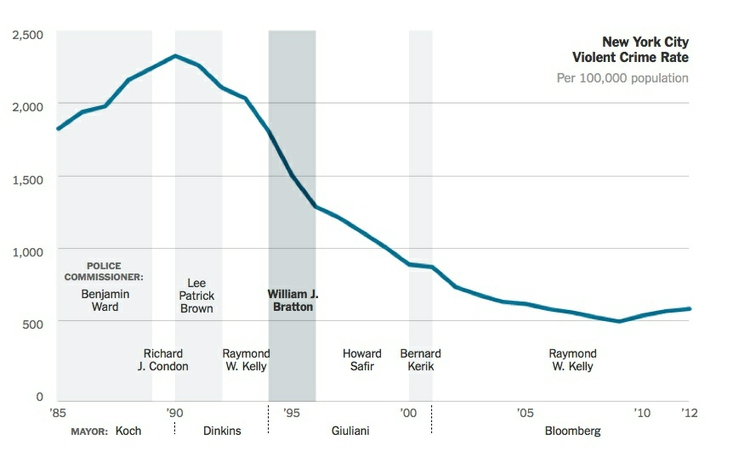 New York City
Violent Crime Rate
Per 100,000 population
2,500
2,000
1,500
1,000
500
0
POLICE
COMMISSIONER:
Benjamin
Ward
Richard
J. Condon
Lee
Patrick
Brown
Raymond
W. Kelly
William J.
Bratton
Howard
Safir
Bernard
Kerik
Raymond
W. Kelly
'85 '90 '95 '00 '05 '10 '12
MAYOR: Koch Dinkins Giuliani Bloomberg